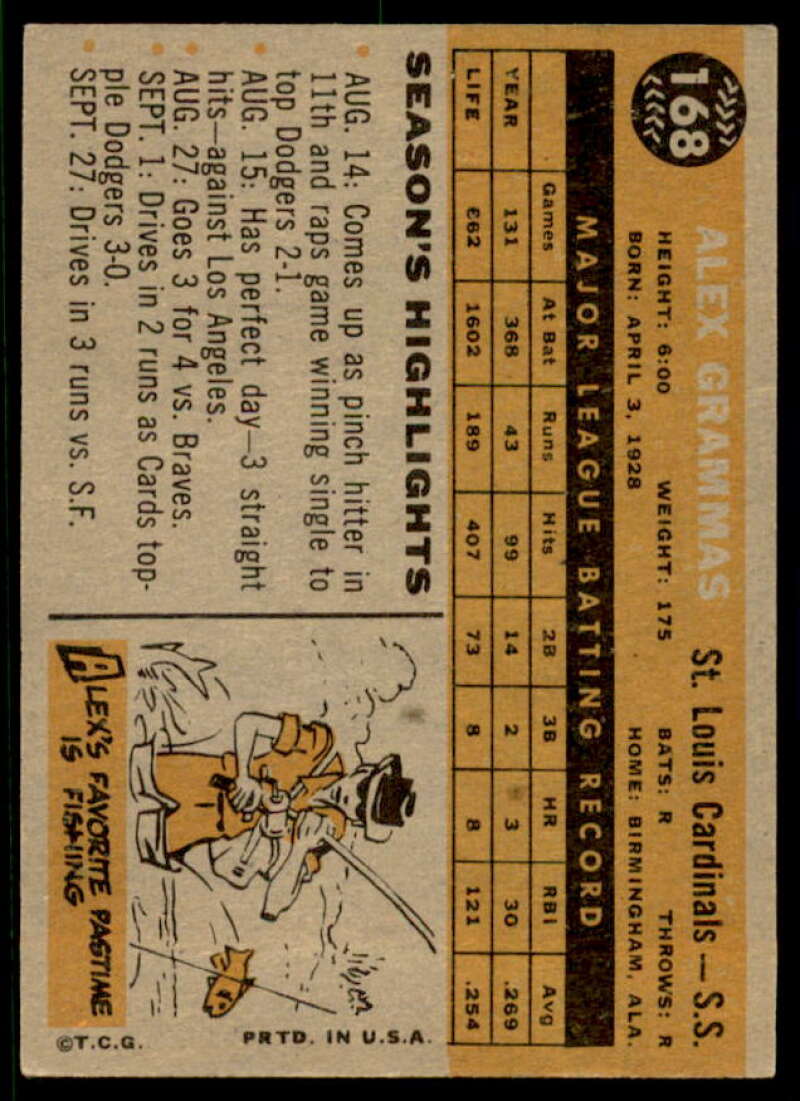 168
ALEX GRAMMAS St. Louis Cardinals — S.S.
HEIGHT: 6:00 WEIGHT: 175 BATS: R THROWS: R
BORN: APRIL 3, 1928 HOME: BIRMINGHAM, ALA.
MAJOR LEAGUE BATTING RECORD
Games At Bat Runs Hits 2B 3B HR RBI Avg
YEAR 131 368 43 99 14 2 3 30 .269
LIFE 662 1602 189 407 73 8 8 121 .254
SEASON'S HIGHLIGHTS
• AUG. 14: Comes up as pinch hitter in
11th and raps game winning single to
top Dodgers 2-1.
• AUG. 15: Has perfect day—3 straight
hits—against Los Angeles.
• AUG. 27: Goes 3 for 4 vs. Braves.
• SEPT. 1: Drives in 2 runs as Cards top-
ple Dodgers 3-0.
• SEPT. 27: Drives in 3 runs vs. S.F.
ALEX'S FAVORITE PASTIME
IS FISHING
©T.C.G. PRTD. IN U.S.A.